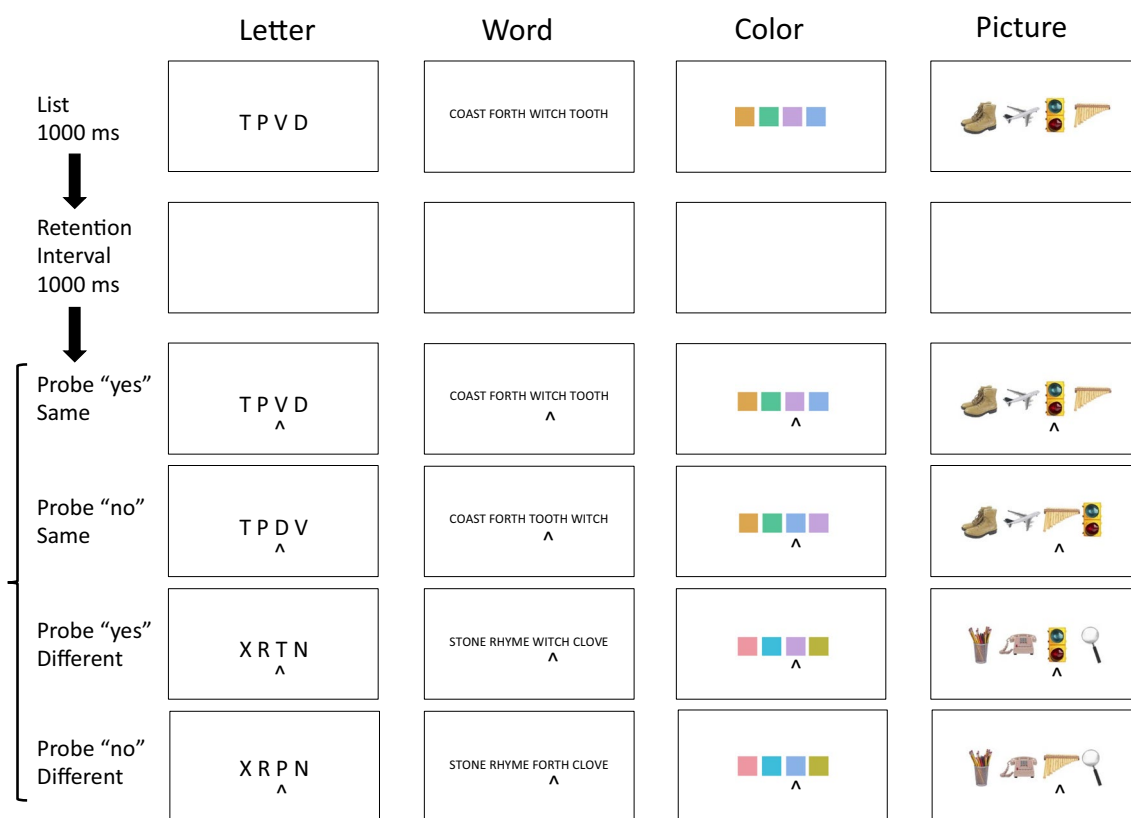 Letter Word Color Picture
List
1000 ms
T P V D
COAST FORTH WITCH TOOTH
Retention
Interval
1000 ms
Probe “yes”
Same
T P V D
^
COAST FORTH WITCH TOOTH
^
^
^
Probe “no”
Same
T P D V
^
COAST FORTH TOOTH WITCH
^
^
^
Probe “yes”
Different
X R T N
^
STONE RHYME WITCH CLOVE
^
^
^
Probe “no”
Different
X R P N
^
STONE RHYME FORTH CLOVE
^
^
^